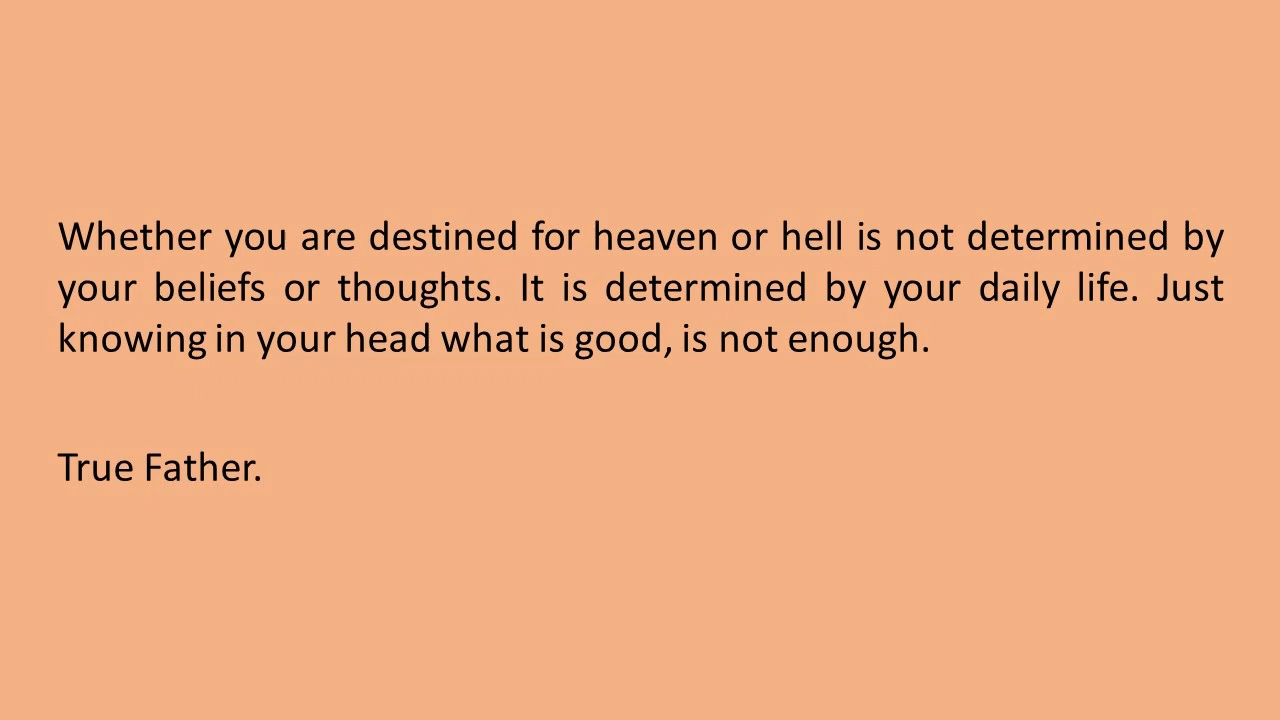 Whether you are destined for heaven or hell is not determined by
your beliefs or thoughts. It is determined by your daily life. Just
knowing in your head what is good, is not enough.
True Father.